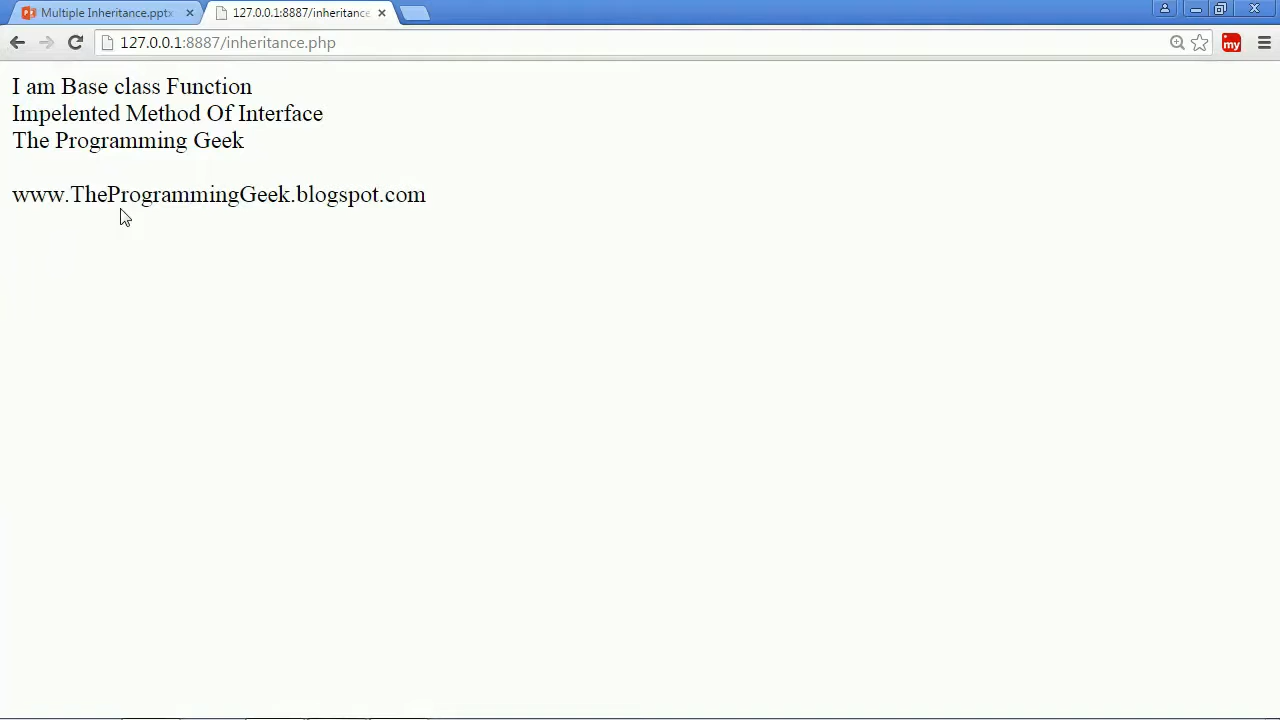 Multiple Inheritance.pptx
127.0.0.1:8887/inheritance
127.0.0.1:8887/inheritance.php
my
I am Base class Function
Impelented Method Of Interface
The Programming Geek
www.TheProgrammingGeek.blogspot.com